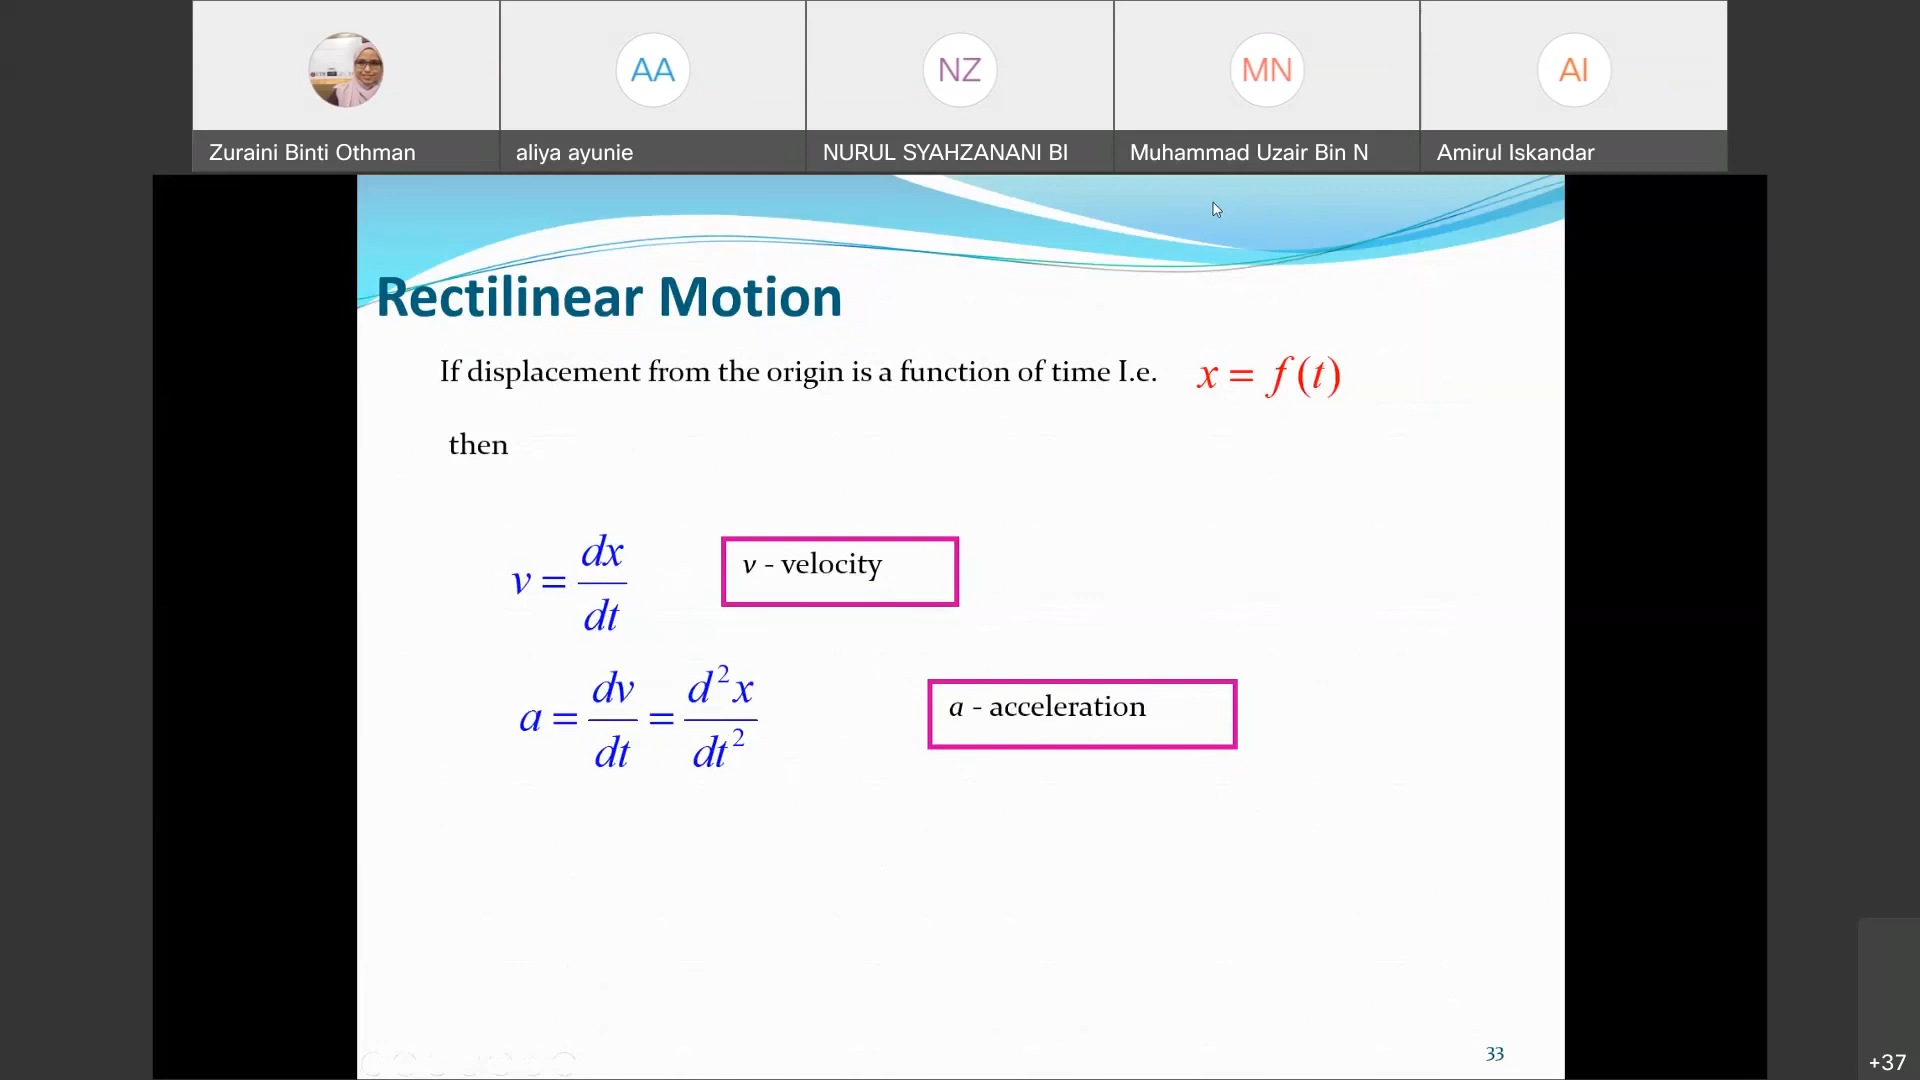 AA
NZ
MN
AI
Zuraini Binti Othman
aliya ayunie
NURUL SYAHZANANI BI
Muhammad Uzair Bin N
Amirul Iskandar
Rectilinear Motion
If displacement from the origin is a function of time I.e. x = f(t)
then
v = dx/dt
v - velocity
a = dv/dt = d²x/dt²
a - acceleration
33
+37